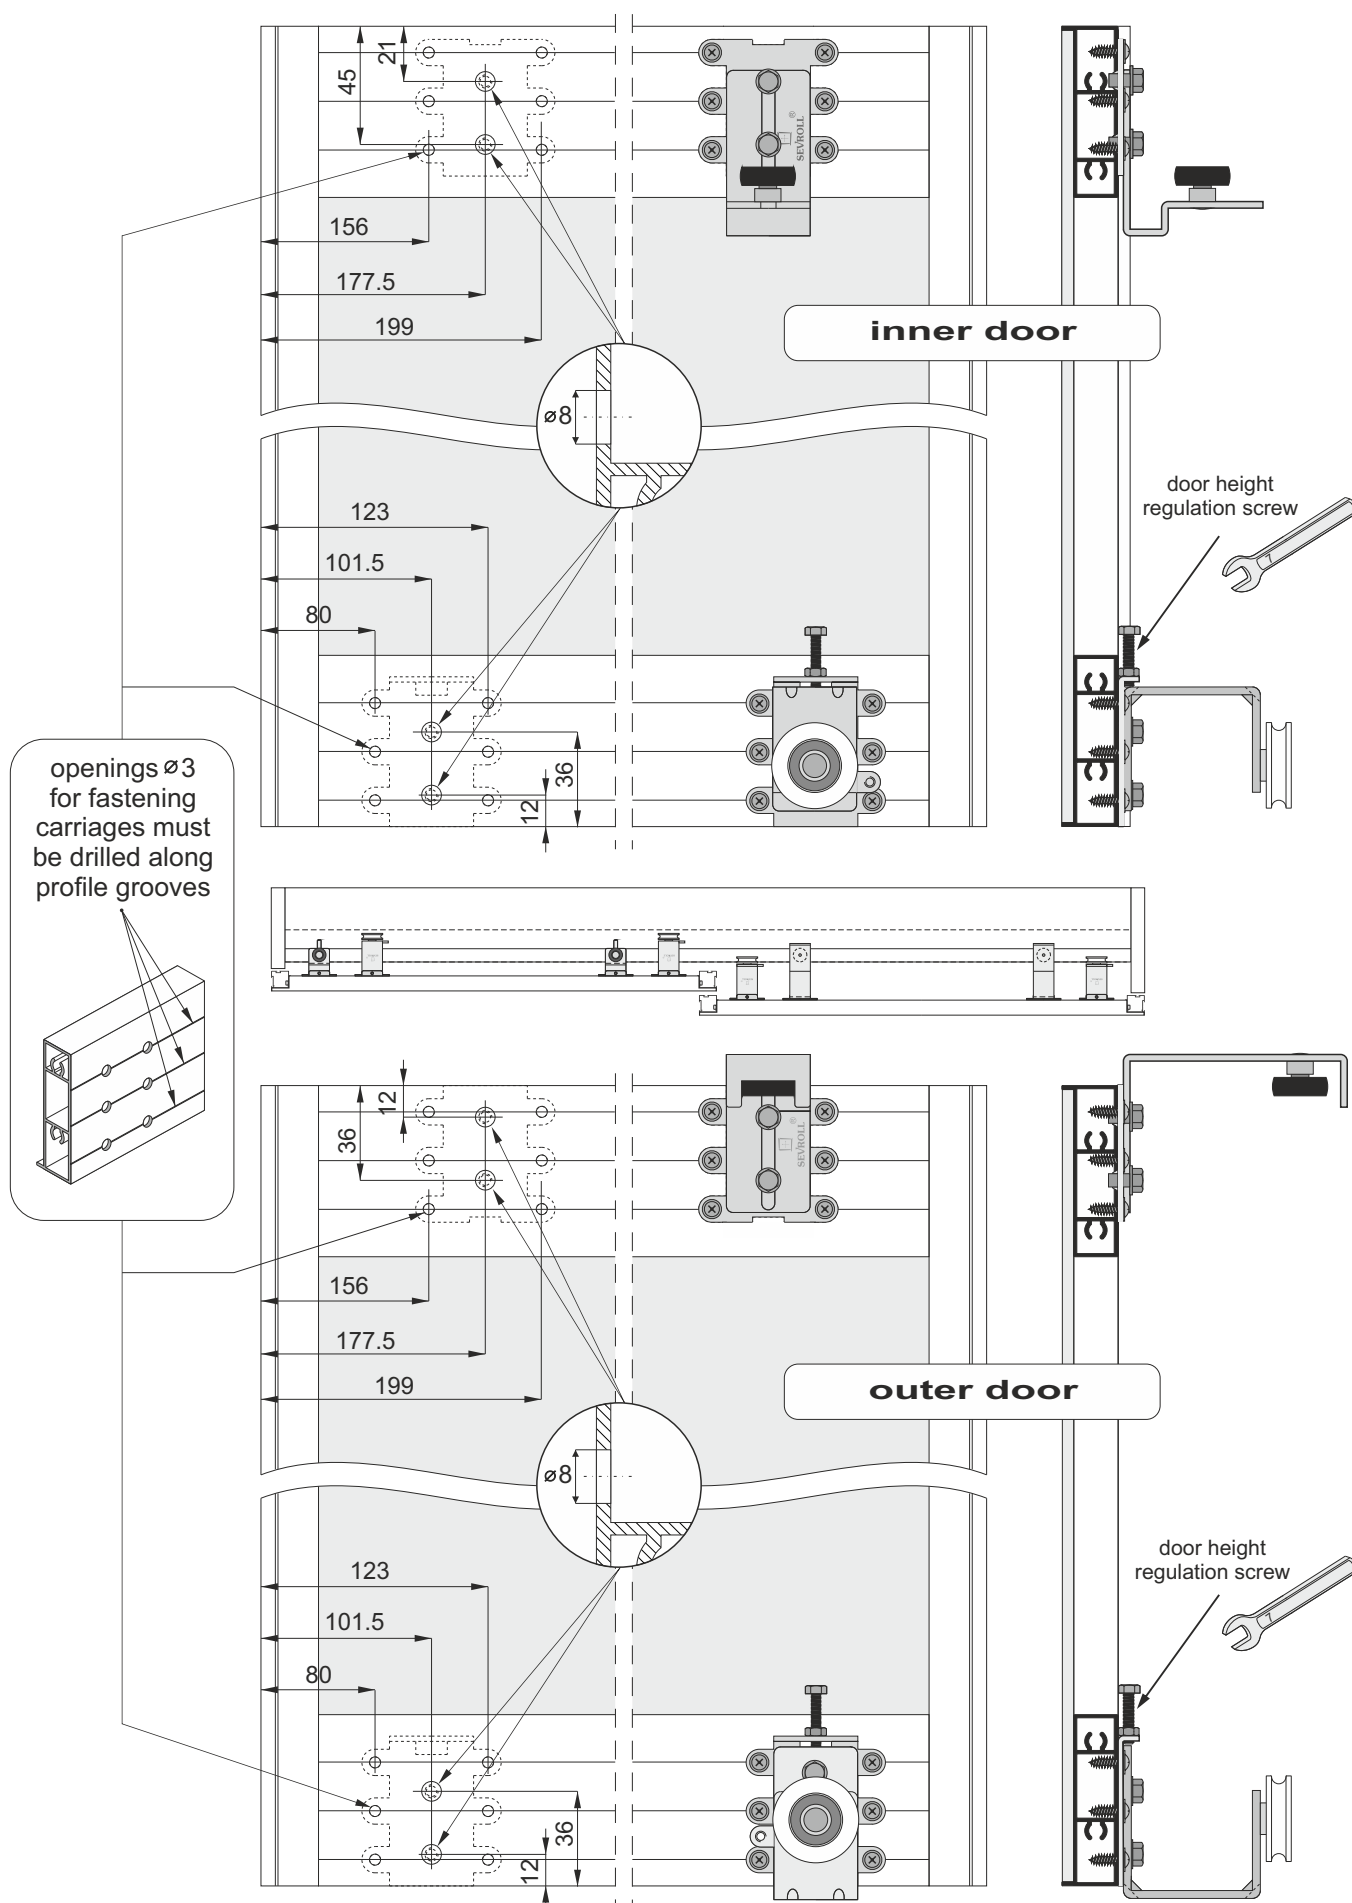 21
45
SEVROLL
®
156
177.5
199
inner door
ø8
door height
regulation screw
7
123
101.5
80
36
12
openings ø3
for fastening
carriages must
be drilled along
profile grooves
12
36
SEVROLL
®
156
177.5
199
outer door
ø8
door height
regulation screw
7
123
101.5
80
36
12